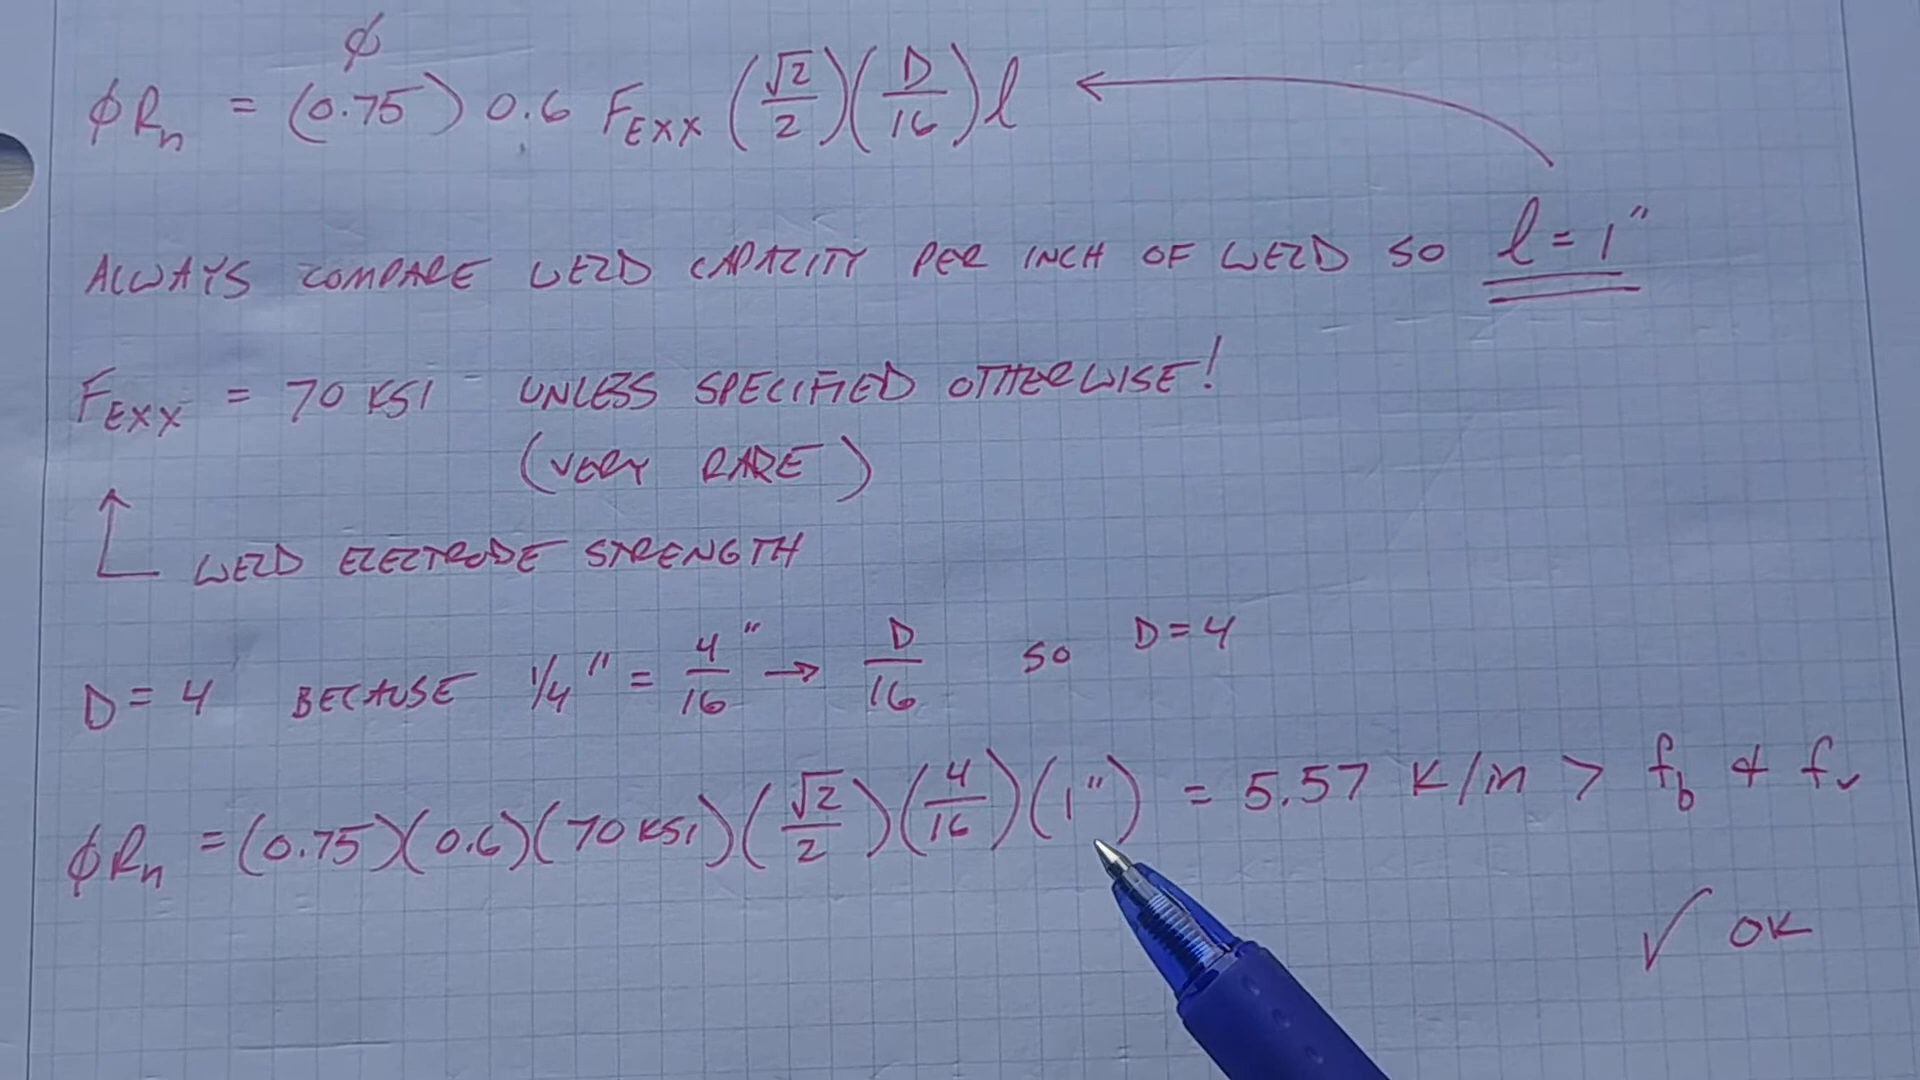 ϕ
ϕRn = (0.75) 0.6 FEXX (√2/2)(D/16) l
ALWAYS COMPARE WELD CAPACITY PER INCH OF WELD SO l = 1"
FEXX = 70 KSI UNLESS SPECIFIED OTHERWISE!
(VERY RARE)
WELD ELECTRODE STRENGTH
D = 4 BECAUSE 1/4" = 4/16" → D/16 SO D = 4
ϕRn = (0.75)(0.6)(70 KSI)(√2/2)(4/16)(1") = 5.57 K/in > fb & fv
✓ OK